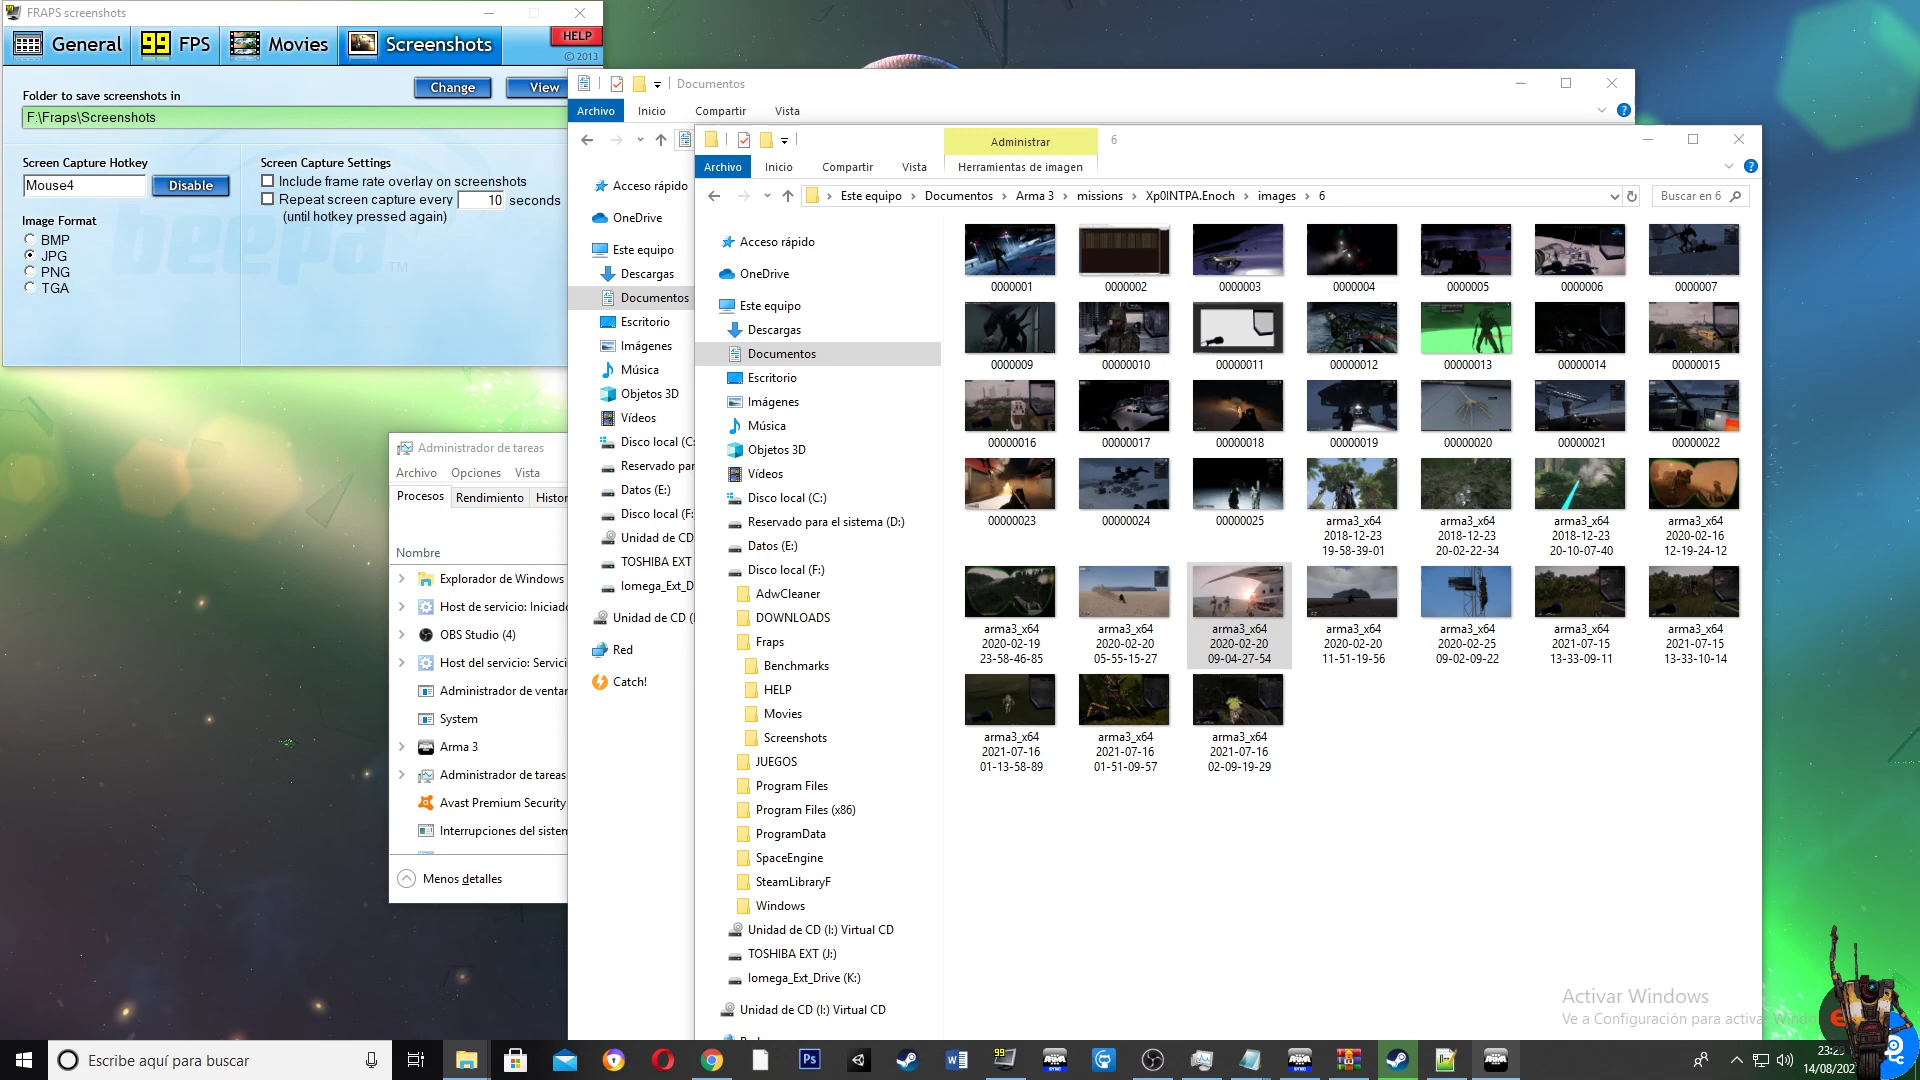 FRAPS screenshots
General
99 FPS
Movies
Screenshots
HELP
© 2013
Folder to save screenshots in
Change
View
F:\Fraps\Screenshots
Screen Capture Hotkey
Mouse4
Disable
Image Format
BMP
JPG
PNG
TGA
Screen Capture Settings
Include frame rate overlay on screenshots
Repeat screen capture every 10 seconds
(until hotkey pressed again)
beepa TM
Administrador de tareas
Archivo Opciones Vista
Procesos Rendimiento Histor
Nombre
Explorador de Windows
Host de servicio: Iniciado
OBS Studio (4)
Host del servicio: Servici
Administrador de ventar
System
Arma 3
Administrador de tareas
Avast Premium Security
Interrupciones del sistem
Menos detalles
Documentos
Archivo Inicio Compartir Vista
Acceso rápido
OneDrive
Este equipo
Descargas
Documentos
Escritorio
Imágenes
Música
Objetos 3D
Vídeos
Disco local (C:
Reservado par
Datos (E:)
Disco local (F:
Unidad de CD
TOSHIBA EXT
Iomega_Ext_D
Unidad de CD (I
Red
Catch!
Administrar
6
Archivo Inicio Compartir Vista Herramientas de imagen
Este equipo Documentos Arma 3 missions Xp0INTPA.Enoch images 6
Buscar en 6
Acceso rápido
OneDrive
Este equipo
Descargas
Documentos
Escritorio
Imágenes
Música
Objetos 3D
Vídeos
Disco local (C:)
Reservado para el sistema (D:)
Datos (E:)
Disco local (F:)
AdwCleaner
DOWNLOADS
Fraps
Benchmarks
HELP
Movies
Screenshots
JUEGOS
Program Files
Program Files (x86)
ProgramData
SpaceEngine
SteamLibraryF
Windows
Unidad de CD (I:) Virtual CD
TOSHIBA EXT (J:)
Iomega_Ext_Drive (K:)
Unidad de CD (I:) Virtual CD
0000001 0000002 0000003 0000004 0000005 0000006 0000007
0000009 00000010 00000011 00000012 00000013 00000014 00000015
00000016 00000017 00000018 00000019 00000020 00000021 00000022
00000023 00000024 00000025
arma3_x64
2018-12-23
19-58-39-01
arma3_x64
2018-12-23
20-02-22-34
arma3_x64
2018-12-23
20-10-07-40
arma3_x64
2020-02-16
12-19-24-12
arma3_x64
2020-02-19
23-58-46-85
arma3_x64
2020-02-20
05-55-15-27
arma3_x64
2020-02-20
09-04-27-54
arma3_x64
2020-02-20
11-51-19-56
arma3_x64
2020-02-25
09-02-09-22
arma3_x64
2021-07-15
13-33-09-11
arma3_x64
2021-07-15
13-33-10-14
arma3_x64
2021-07-16
01-13-58-89
arma3_x64
2021-07-16
01-51-09-57
arma3_x64
2021-07-16
02-09-19-29
Activar Windows
Ve a Configuración para activa
Escribe aquí para buscar
Ps
99
23:29
14/08/202